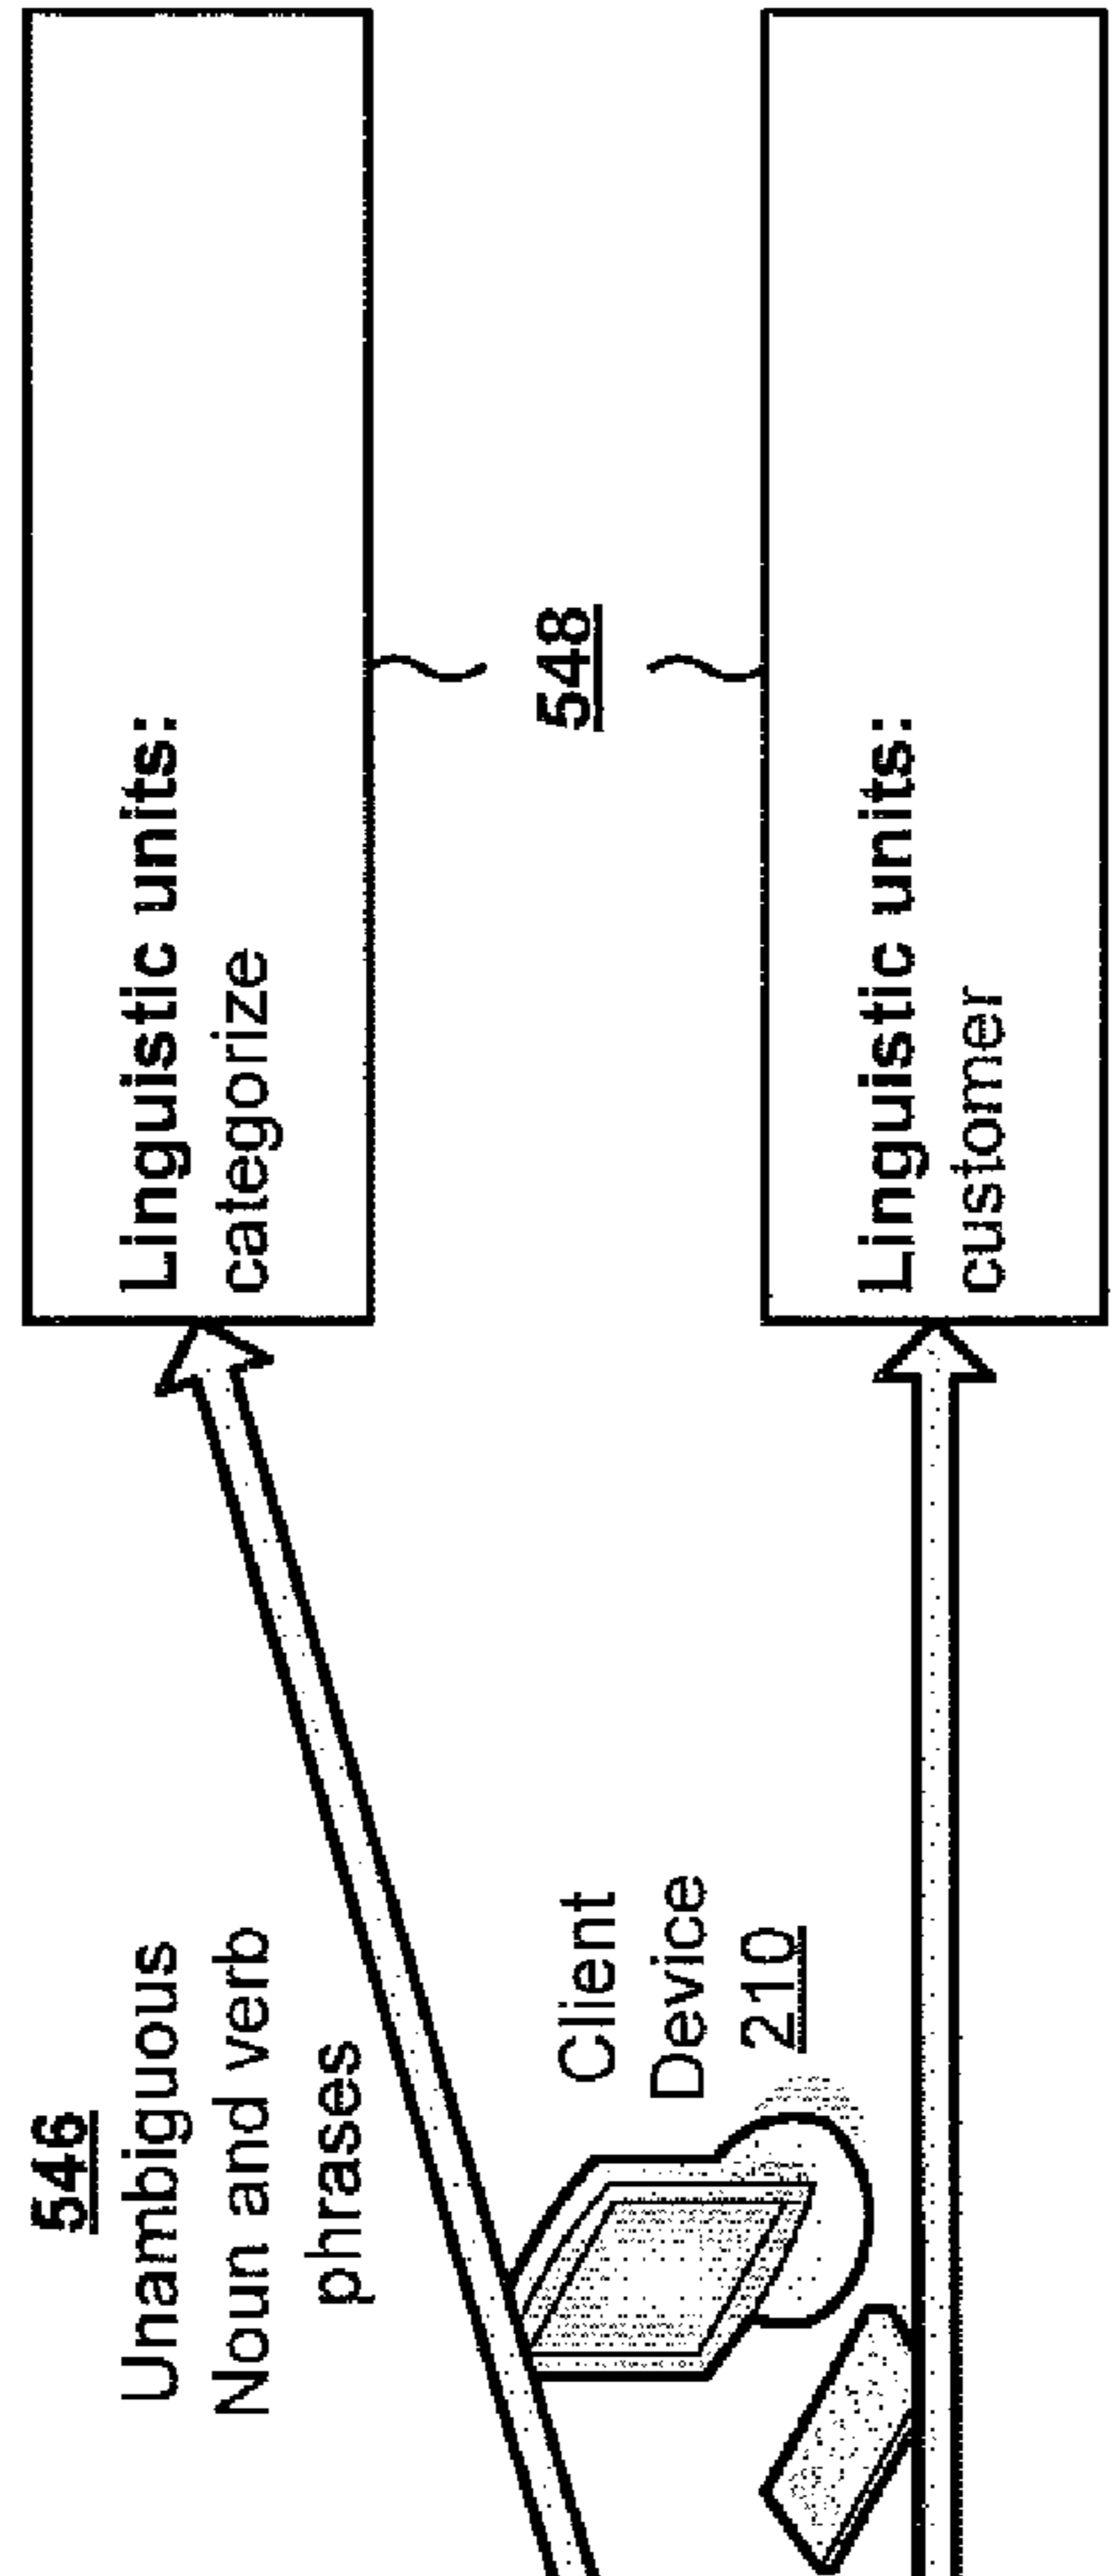 546
Unambiguous
Noun and verb
phrases
Client
Device
210
Linguistic units:
categorize
548
Linguistic units:
customer